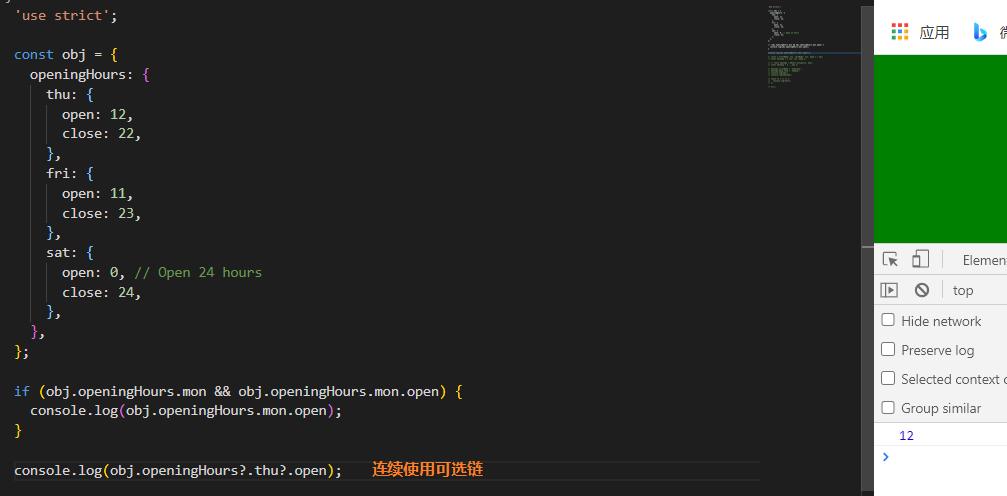 'use strict';
const obj = {
openingHours: {
thu: {
open: 12,
close: 22,
},
fri: {
open: 11,
close: 23,
},
sat: {
open: 0, // Open 24 hours
close: 24,
},
},
};
if (obj.openingHours.mon && obj.openingHours.mon.open) {
console.log(obj.openingHours.mon.open);
}
console.log(obj.openingHours?.thu?.open); 连续使用可选链
应用
Elemen
top
Hide network
Preserve log
Selected context
Group similar
12